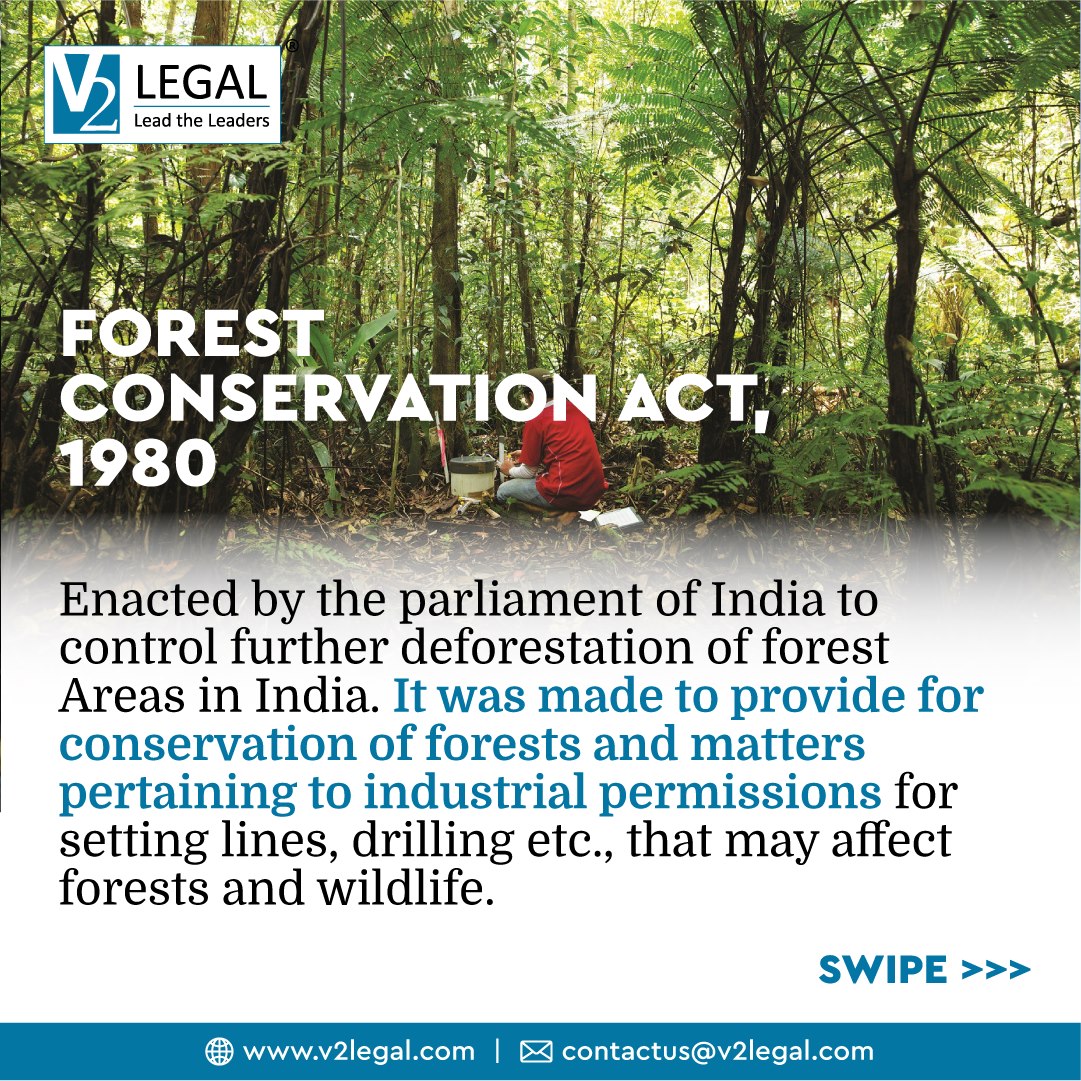 V2 LEGAL
Lead the Leaders
®
FOREST
CONSERVATION ACT,
1980
Enacted by the parliament of India to
control further deforestation of forest
Areas in India. It was made to provide for
conservation of forests and matters
pertaining to industrial permissions for
setting lines, drilling etc., that may affect
forests and wildlife.
SWIPE >>>
www.v2legal.com | contactus@v2legal.com